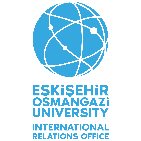 ESKİŞEHİR
OSMANGAZİ
UNIVERSITY
INTERNATIONAL
RELATIONS OFFICE